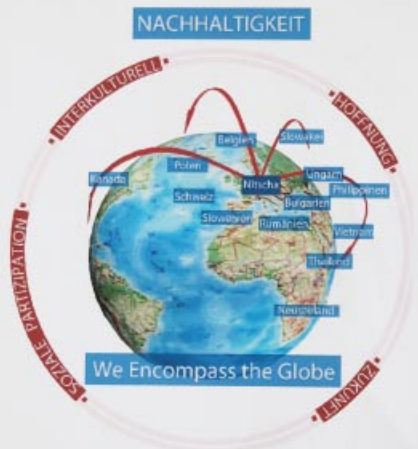 NACHHALTIGKEIT
INTERKULTURELL
HOFFNUNG
Belgien
Slowakei
Polen
Kanada
Nitscha
Ungarn
Philippinen
Schweiz
Bulgarien
Slowenien
Rumänien
Vietnam
Thailand
SOZIALE PARTIZIPATION
Neuseeland
We Encompass the Globe
ZUKUNFT